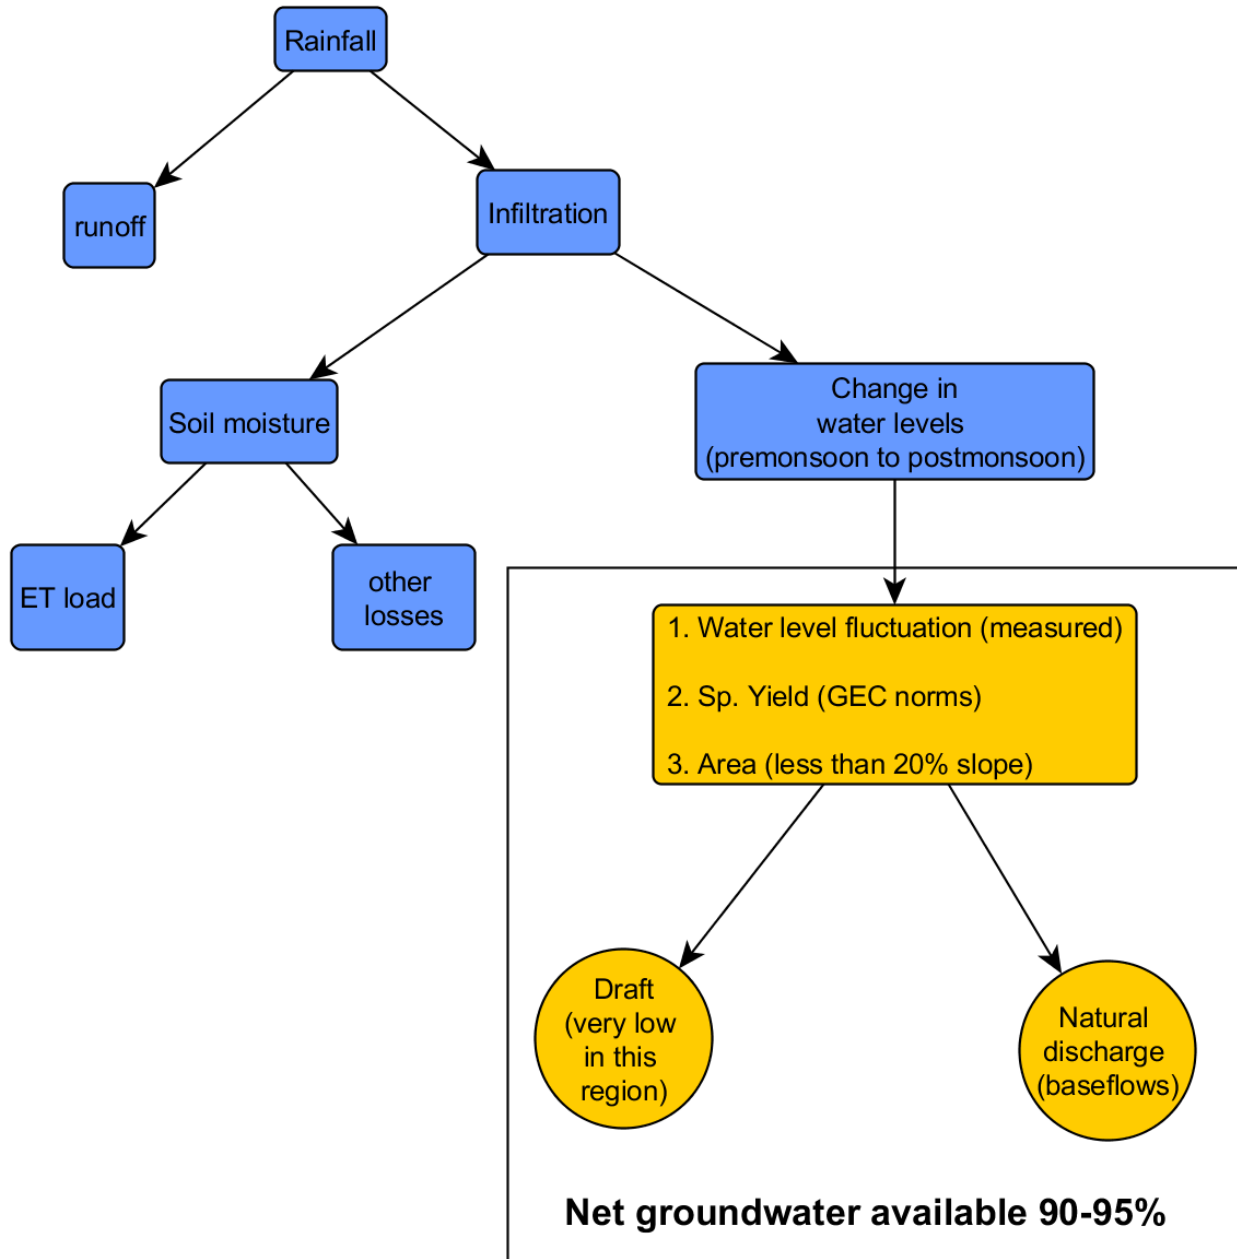 Rainfall
runoff
Infiltration
Soil moisture
Change in
water levels
(premonsoon to postmonsoon)
ET load
other
losses
1. Water level fluctuation (measured)
2. Sp. Yield (GEC norms)
3. Area (less than 20% slope)
Draft
(very low
in this
region)
Natural
discharge
(baseflows)
Net groundwater available 90-95%